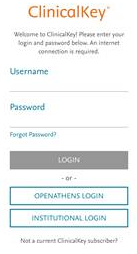 ClinicalKey®
Welcome to ClinicalKey! Please enter your
login and password below. An internet
connection is required.
Username
Password
Forgot Password?
LOGIN
- or -
OPENATHENS LOGIN
INSTITUTIONAL LOGIN
Not a current ClinicalKey subscriber?